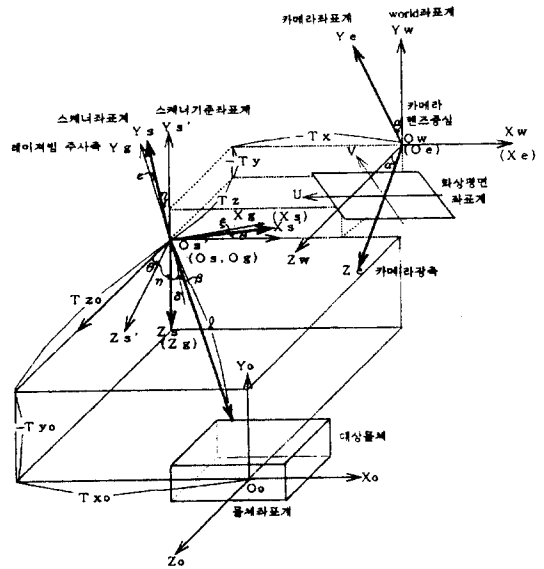 카메라좌표계
Ye
world좌표계
Yw
스케너좌표계
스케너기준좌표계
레이져빔 주사축
Yg
Ys
Ys'
카메라
렌즈중심
Ow
(Oe)
Xw
(Xe)
-Tx
-Ty
Tz
V
U
화상평면
좌표계
α
ε
Xg
(Xs)
Xs'
ξ
θ
Os'
(Os, Og)
Zw
Ze
카메라광축
θ
η
δ
β
Tzo
Zs'
Zs
(Zg)
ℓ
Yo
-Tyo
대상물체
Txo
Oo
Xo
물체좌표계
Zo